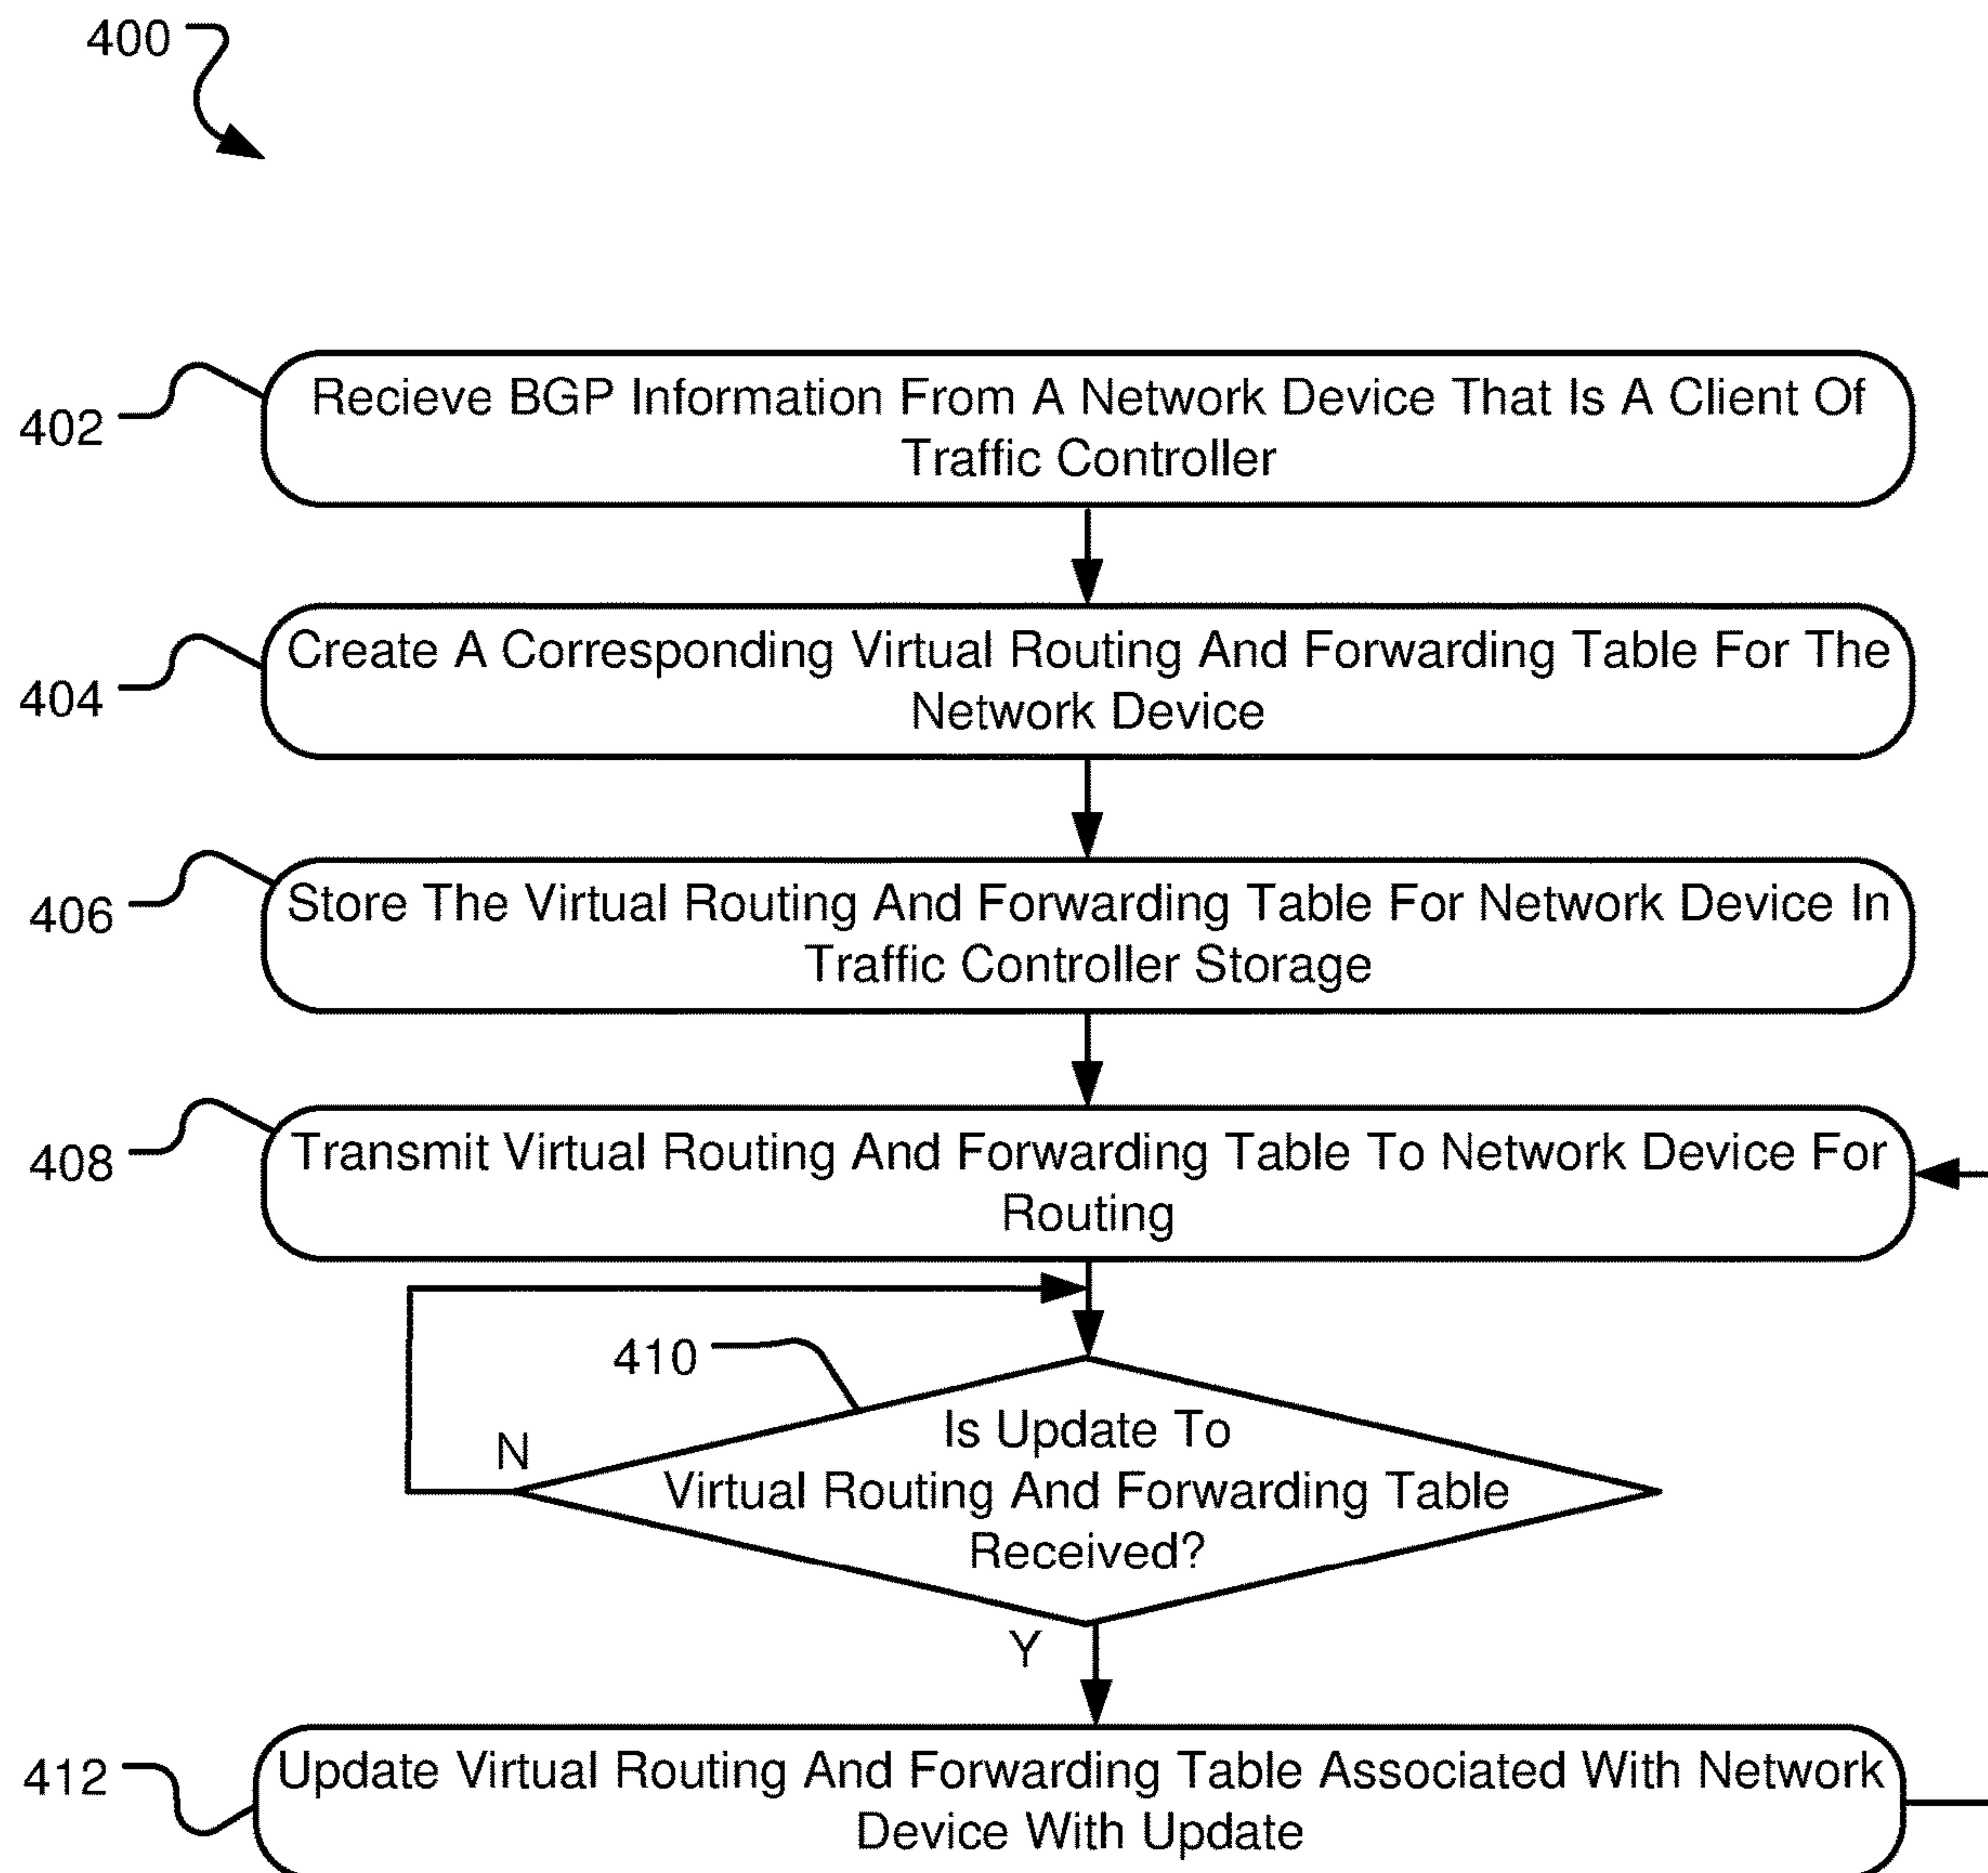 400
402
Recieve BGP Information From A Network Device That Is A Client Of
Traffic Controller
404
Create A Corresponding Virtual Routing And Forwarding Table For The
Network Device
406
Store The Virtual Routing And Forwarding Table For Network Device In
Traffic Controller Storage
408
Transmit Virtual Routing And Forwarding Table To Network Device For
Routing
410
N
Is Update To
Virtual Routing And Forwarding Table
Received?
Y
412
Update Virtual Routing And Forwarding Table Associated With Network
Device With Update